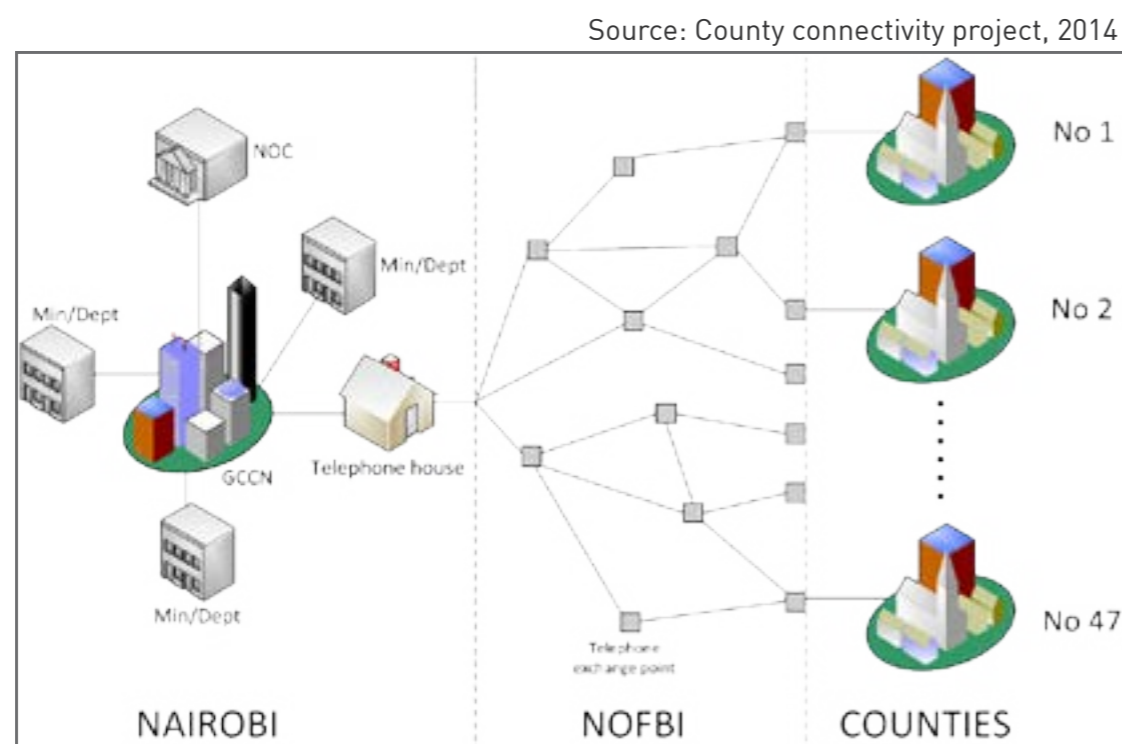 Source: County connectivity project, 2014
NOC
Min/Dept
Min/Dept
GCCN
Telephone house
Min/Dept
No 1
No 2
No 47
Telephone
exchange point
NAIROBI
NOFBI
COUNTIES